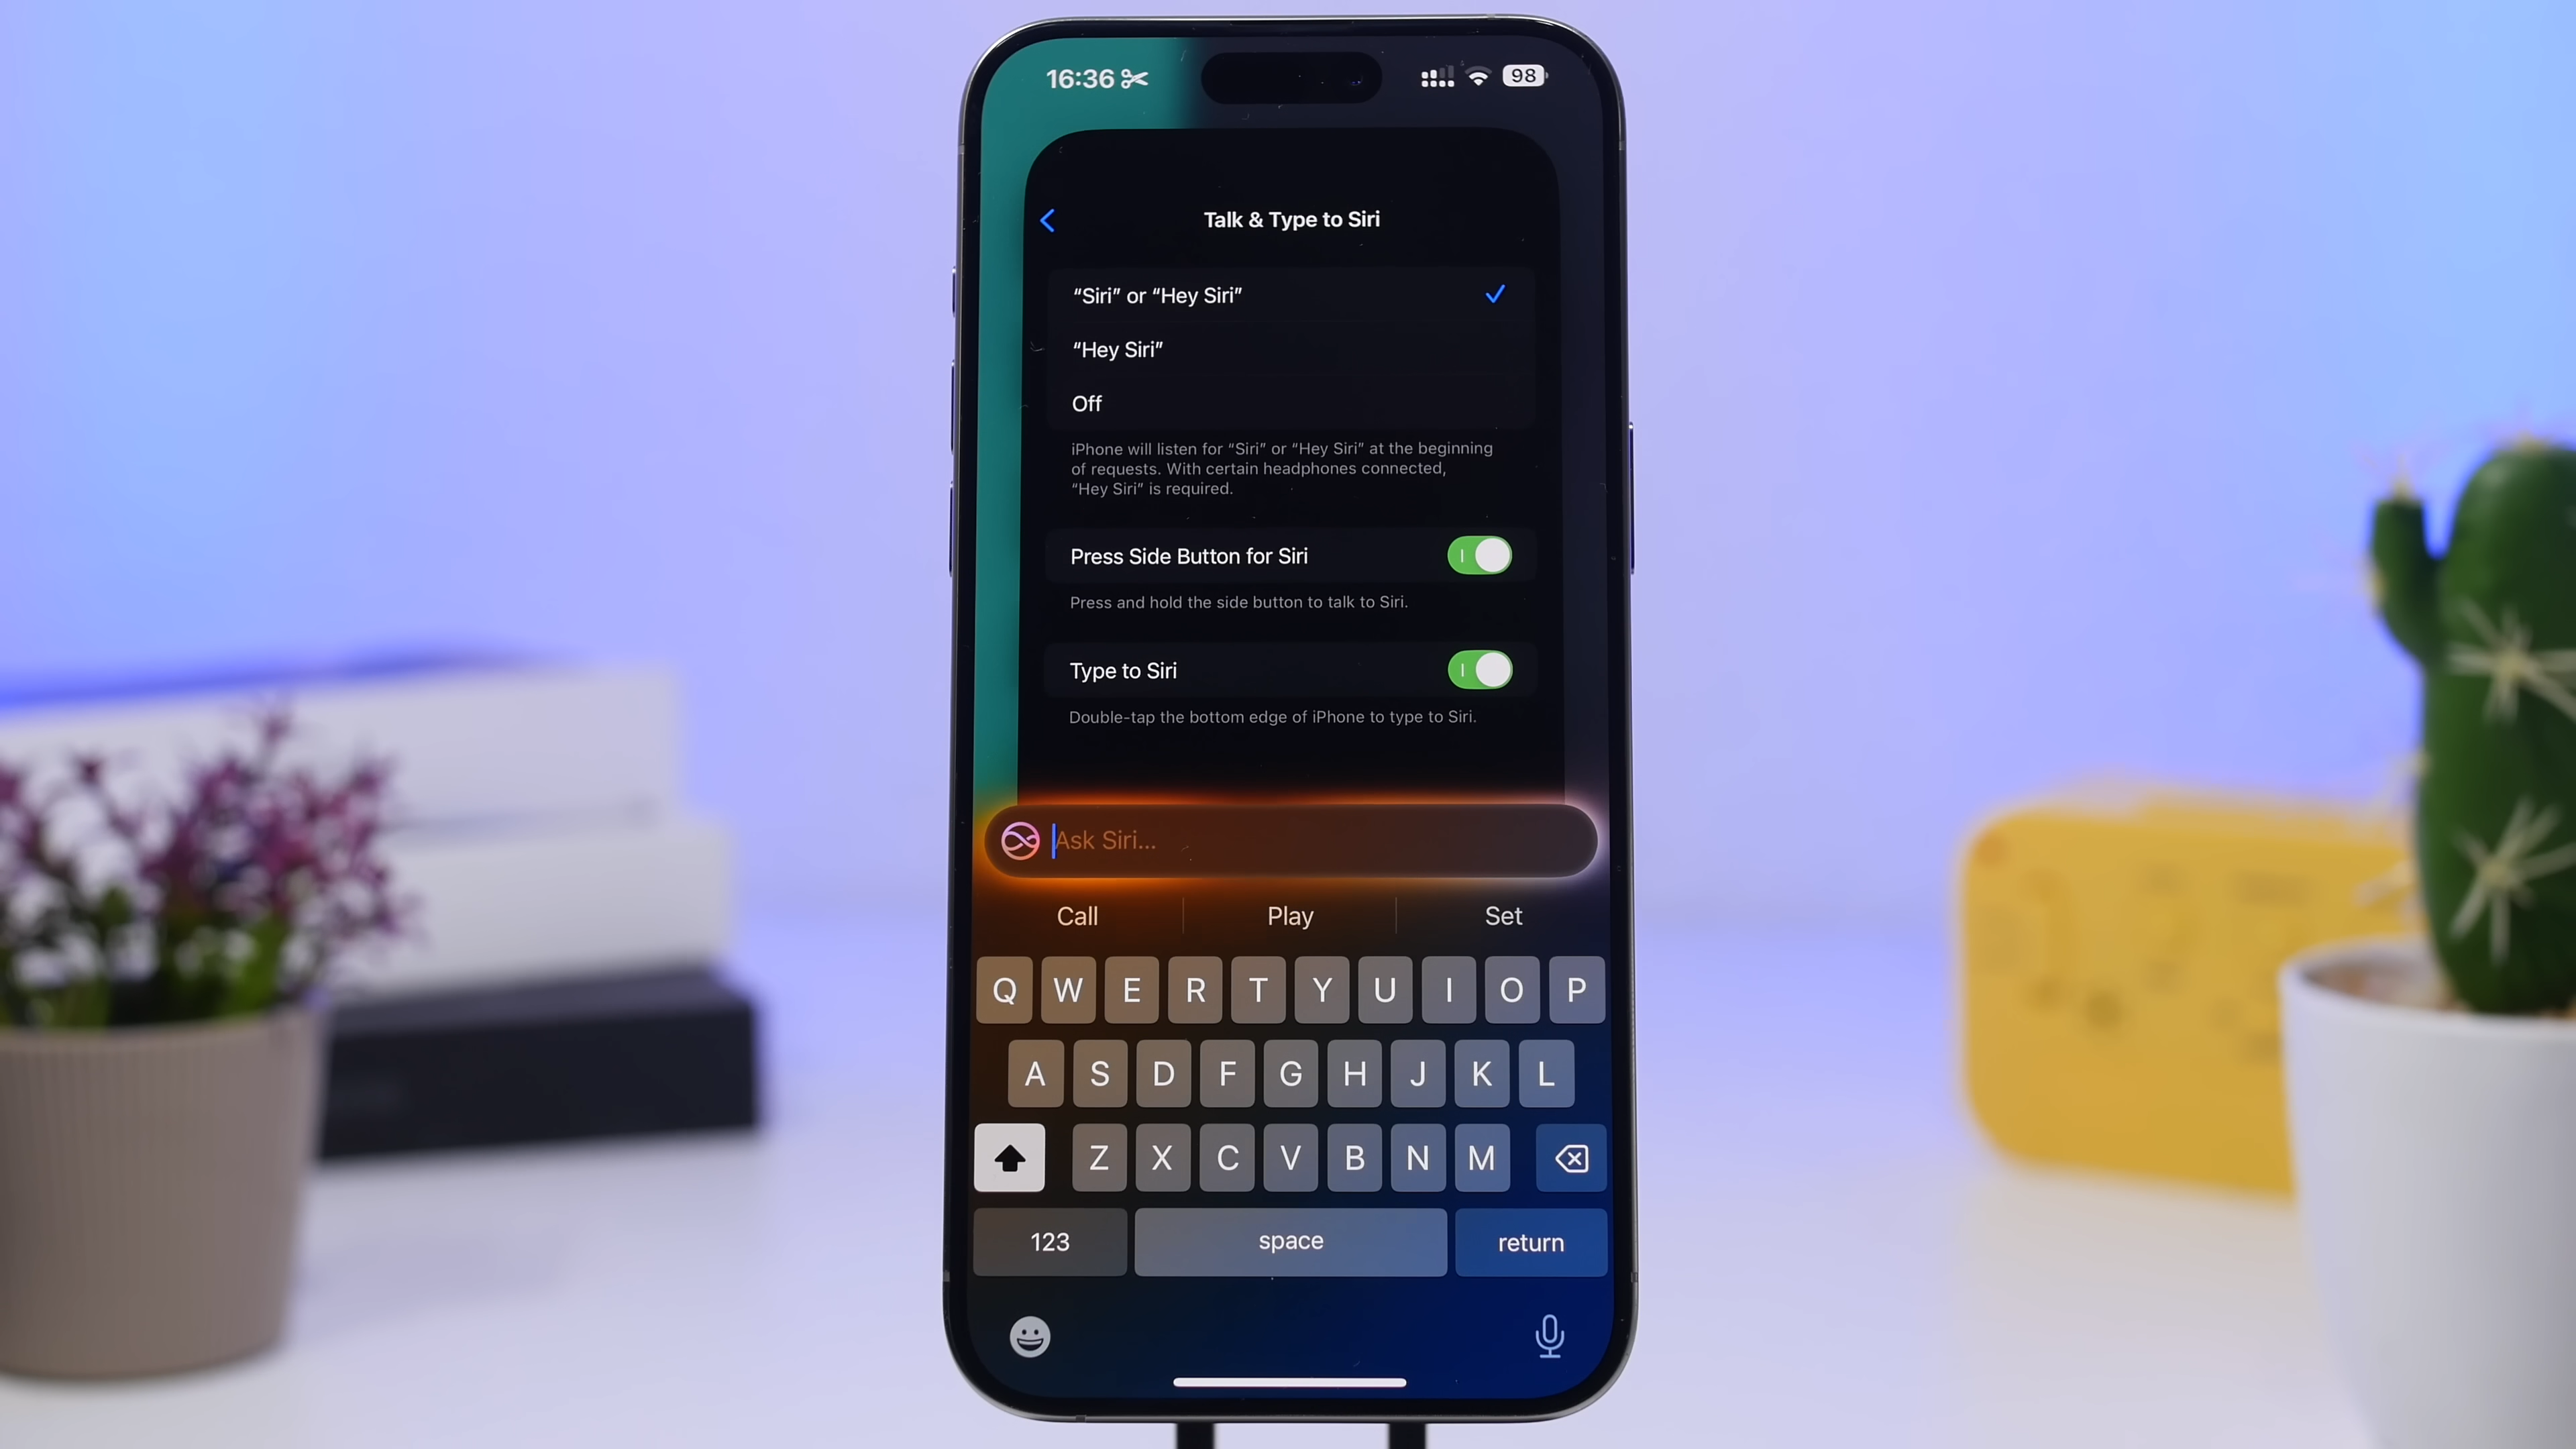 16:36
98
Talk & Type to Siri
“Siri” or “Hey Siri”
“Hey Siri”
Off
iPhone will listen for “Siri” or “Hey Siri” at the beginning
of requests. With certain headphones connected,
“Hey Siri” is required.
Press Side Button for Siri
Press and hold the side button to talk to Siri.
Type to Siri
Double-tap the bottom edge of iPhone to type to Siri.
Ask Siri...
Call Play Set
Q W E R T Y U I O P
A S D F G H J K L
Z X C V B N M
123 space return